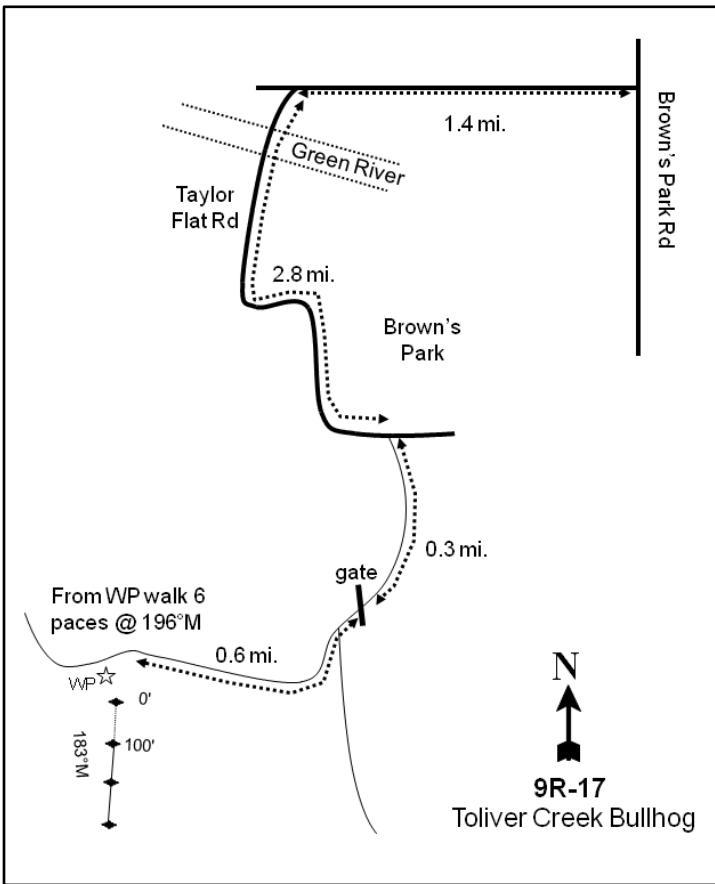 1.4 mi.
Brown's Park Rd
Green River
Taylor
Flat Rd
2.8 mi.
Brown's
Park
0.3 mi.
gate
From WP walk 6
paces @ 196°M
0.6 mi.
WP
0'
100'
183°M
N
9R-17
Toliver Creek Bullhog